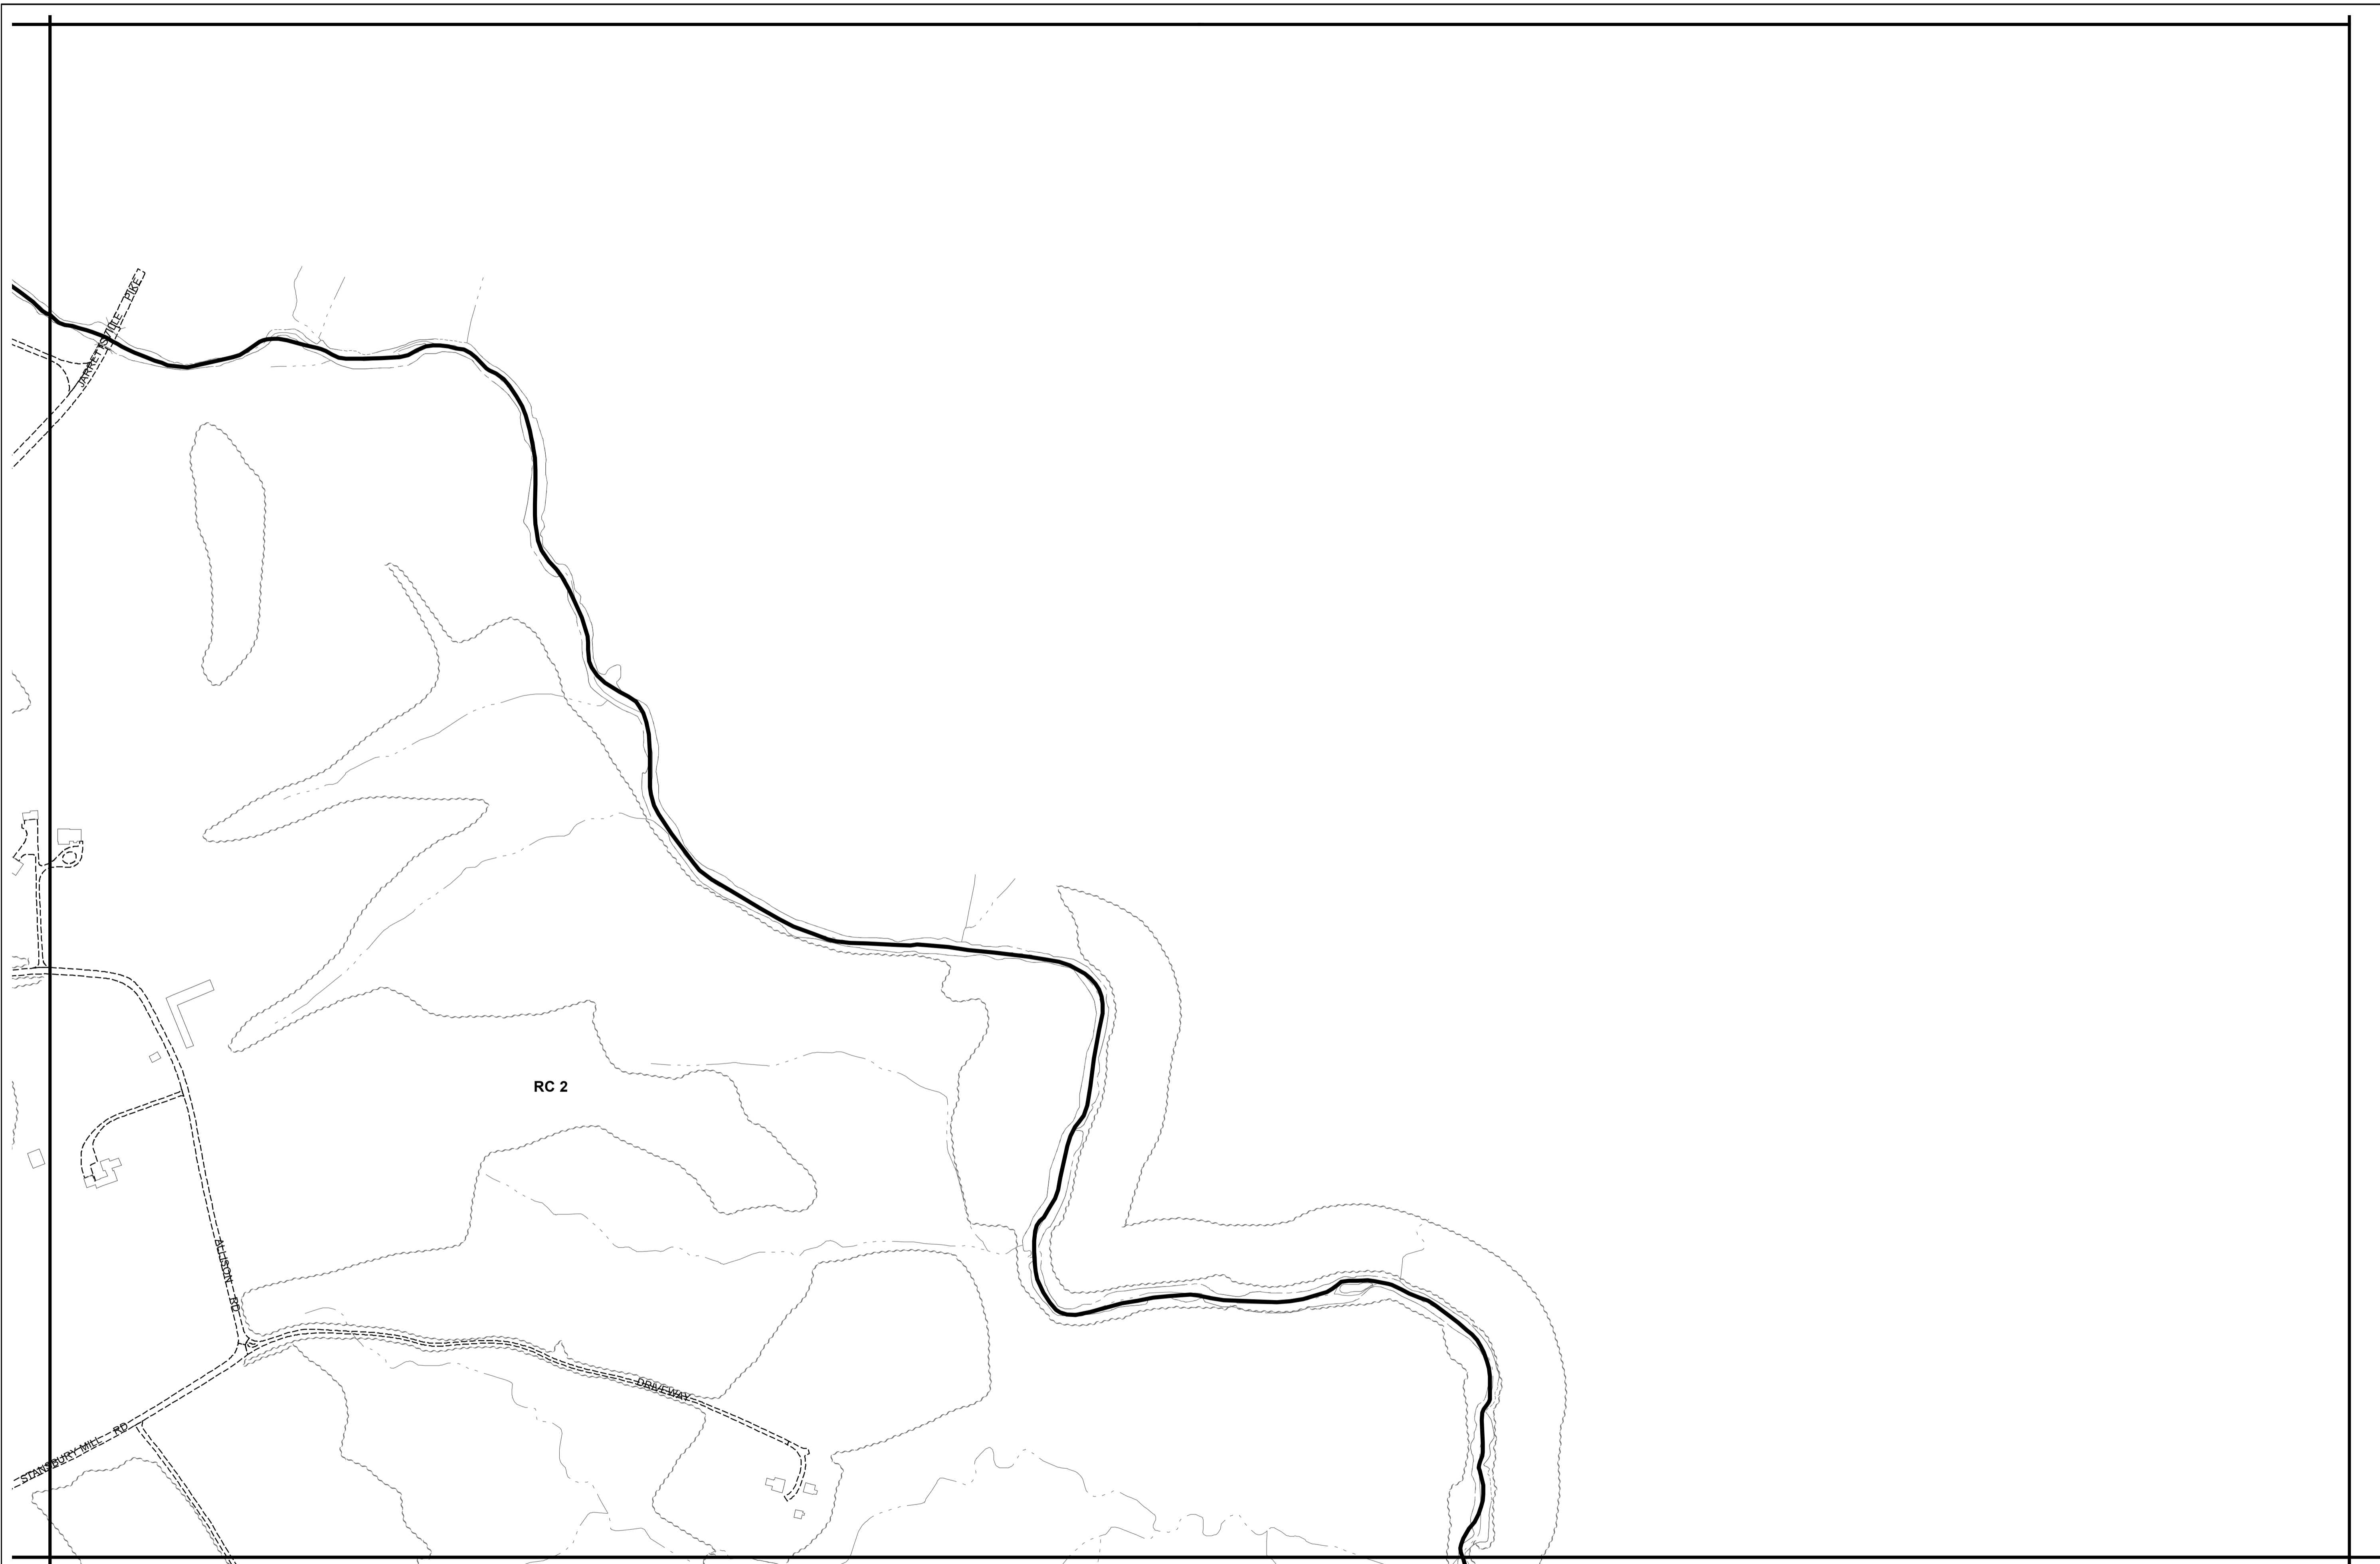 JARRETTSVILLE PIKE
RC 2
ALLISON RD
DRIVEWAY
STANSBURY MILL RD